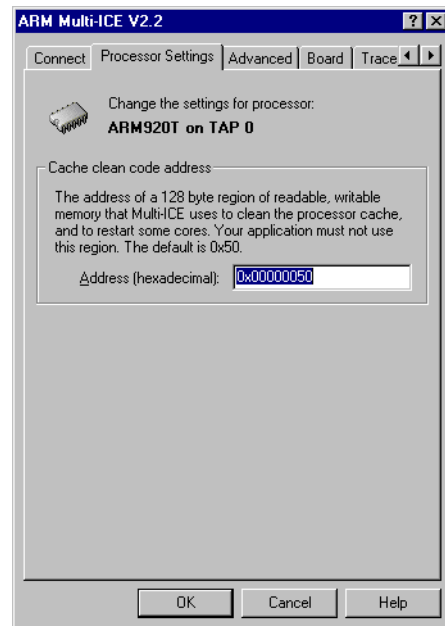 ARM Multi-ICE V2.2
Connect Processor Settings Advanced Board Trace
Change the settings for processor:
ARM920T on TAP 0
Cache clean code address
The address of a 128 byte region of readable, writable
memory that Multi-ICE uses to clean the processor cache,
and to restart some cores. Your application must not use
this region. The default is 0x50.
Address (hexadecimal): 0x00000050
OK Cancel Help